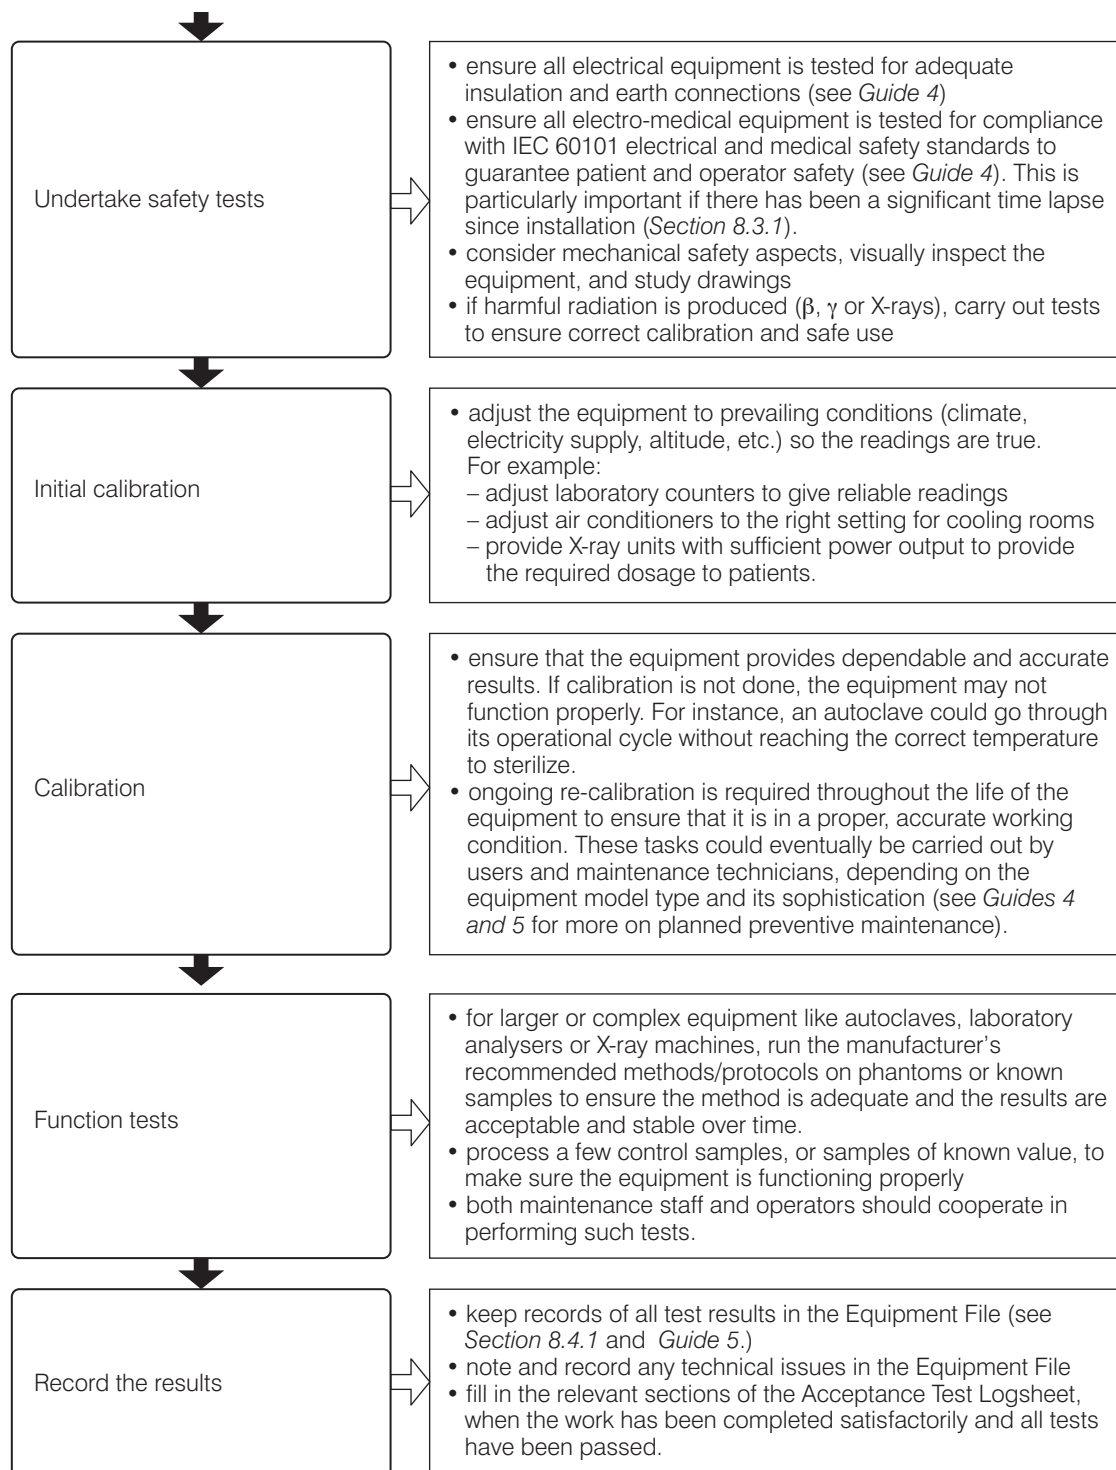 Undertake safety tests
• ensure all electrical equipment is tested for adequate
insulation and earth connections (see Guide 4)
• ensure all electro-medical equipment is tested for compliance
with IEC 60101 electrical and medical safety standards to
guarantee patient and operator safety (see Guide 4). This is
particularly important if there has been a significant time lapse
since installation (Section 8.3.1).
• consider mechanical safety aspects, visually inspect the
equipment, and study drawings
• if harmful radiation is produced (β, γ or X-rays), carry out tests
to ensure correct calibration and safe use
Initial calibration
• adjust the equipment to prevailing conditions (climate,
electricity supply, altitude, etc.) so the readings are true.
For example:
– adjust laboratory counters to give reliable readings
– adjust air conditioners to the right setting for cooling rooms
– provide X-ray units with sufficient power output to provide
the required dosage to patients.
Calibration
• ensure that the equipment provides dependable and accurate
results. If calibration is not done, the equipment may not
function properly. For instance, an autoclave could go through
its operational cycle without reaching the correct temperature
to sterilize.
• ongoing re-calibration is required throughout the life of the
equipment to ensure that it is in a proper, accurate working
condition. These tasks could eventually be carried out by
users and maintenance technicians, depending on the
equipment model type and its sophistication (see Guides 4
and 5 for more on planned preventive maintenance).
Function tests
• for larger or complex equipment like autoclaves, laboratory
analysers or X-ray machines, run the manufacturer's
recommended methods/protocols on phantoms or known
samples to ensure the method is adequate and the results are
acceptable and stable over time.
• process a few control samples, or samples of known value, to
make sure the equipment is functioning properly
• both maintenance staff and operators should cooperate in
performing such tests.
Record the results
• keep records of all test results in the Equipment File (see
Section 8.4.1 and Guide 5.)
• note and record any technical issues in the Equipment File
• fill in the relevant sections of the Acceptance Test Logsheet,
when the work has been completed satisfactorily and all tests
have been passed.